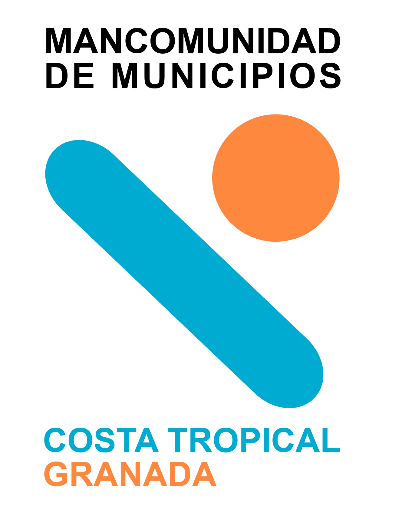 MANCOMUNIDAD
DE MUNICIPIOS
COSTA TROPICAL
GRANADA